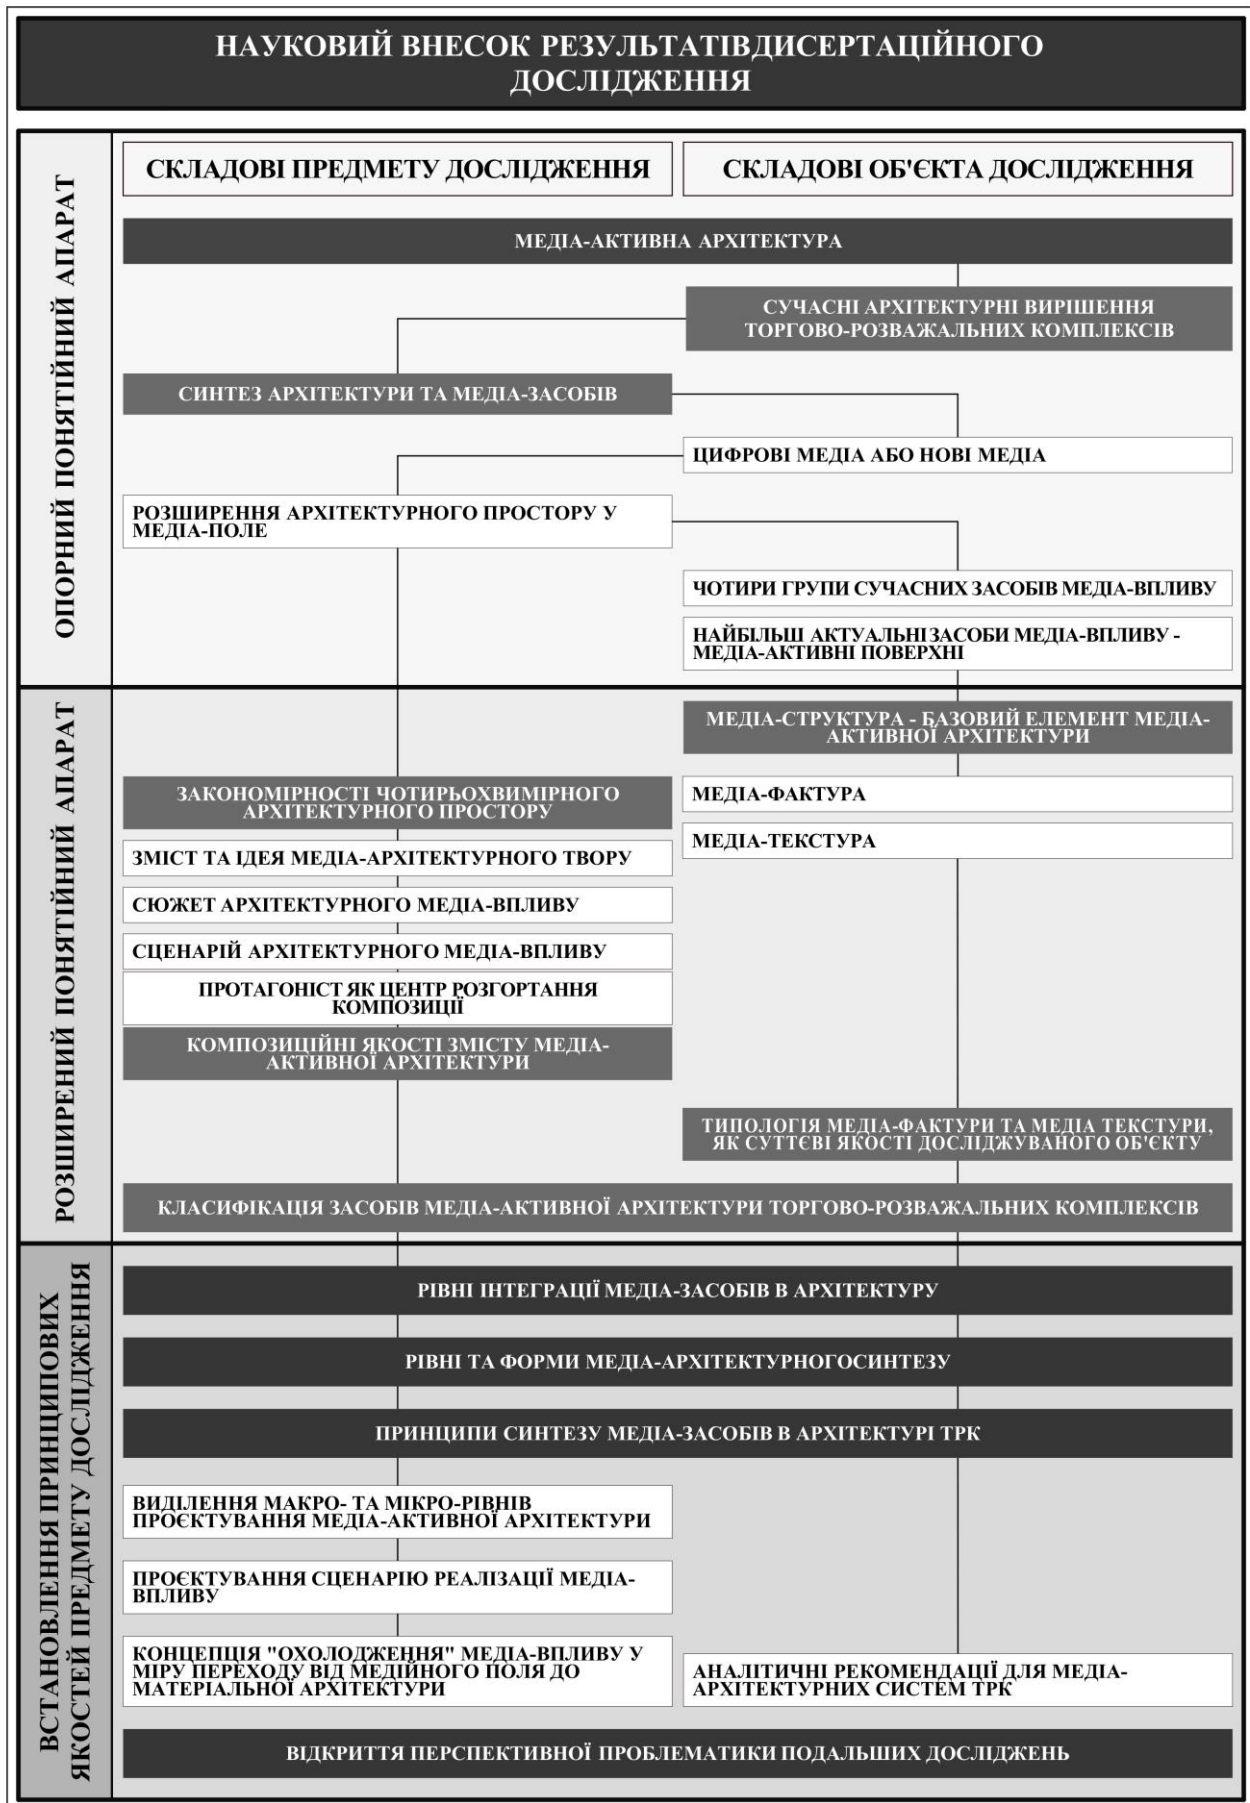 НАУКОВИЙ ВНЕСОК РЕЗУЛЬТАТІВДИСЕРТАЦІЙНОГО
ДОСЛІДЖЕННЯ
ОПОРНИЙ ПОНЯТІЙНИЙ АПАРАТ
СКЛАДОВІ ПРЕДМЕТУ ДОСЛІДЖЕННЯ
СКЛАДОВІ ОБ'ЄКТА ДОСЛІДЖЕННЯ
МЕДІА-АКТИВНА АРХІТЕКТУРА
СУЧАСНІ АРХІТЕКТУРНІ ВИРІШЕННЯ
ТОРГОВО-РОЗВАЖАЛЬНИХ КОМПЛЕКСІВ
СИНТЕЗ АРХІТЕКТУРИ ТА МЕДІА-ЗАСОБІВ
ЦИФРОВІ МЕДІА АБО НОВІ МЕДІА
РОЗШИРЕННЯ АРХІТЕКТУРНОГО ПРОСТОРУ У
МЕДІА-ПОЛЕ
ЧОТИРИ ГРУПИ СУЧАСНИХ ЗАСОБІВ МЕДІА-ВПЛИВУ
НАЙБІЛЬШ АКТУАЛЬНІ ЗАСОБИ МЕДІА-ВПЛИВУ -
МЕДІА-АКТИВНІ ПОВЕРХНІ
РОЗШИРЕНИЙ ПОНЯТІЙНИЙ АПАРАТ
МЕДІА-СТРУКТУРА - БАЗОВИЙ ЕЛЕМЕНТ МЕДІА-
АКТИВНОЇ АРХІТЕКТУРИ
ЗАКОНОМІРНОСТІ ЧОТИРЬОХВИМІРНОГО
АРХІТЕКТУРНОГО ПРОСТОРУ
МЕДІА-ФАКТУРА
МЕДІА-ТЕКСТУРА
ЗМІСТ ТА ІДЕЯ МЕДІА-АРХІТЕКТУРНОГО ТВОРУ
СЮЖЕТ АРХІТЕКТУРНОГО МЕДІА-ВПЛИВУ
СЦЕНАРІЙ АРХІТЕКТУРНОГО МЕДІА-ВПЛИВУ
ПРОТАГОНІСТ ЯК ЦЕНТР РОЗГОРТАННЯ
КОМПОЗИЦІЇ
КОМПОЗИЦІЙНІ ЯКОСТІ ЗМІСТУ МЕДІА-
АКТИВНОЇ АРХІТЕКТУРИ
ТИПОЛОГІЯ МЕДІА-ФАКТУРИ ТА МЕДІА ТЕКСТУРИ,
ЯК СУТТЄВІ ЯКОСТІ ДОСЛІДЖУВАНОГО ОБ'ЄКТУ
КЛАСИФІКАЦІЯ ЗАСОБІВ МЕДІА-АКТИВНОЇ АРХІТЕКТУРИ ТОРГОВО-РОЗВАЖАЛЬНИХ КОМПЛЕКСІВ
ВСТАНОВЛЕННЯ ПРИНЦИПОВИХ
ЯКОСТЕЙ ПРЕДМЕТУ ДОСЛІДЖЕННЯ
РІВНІ ІНТЕГРАЦІЇ МЕДІА-ЗАСОБІВ В АРХІТЕКТУРУ
РІВНІ ТА ФОРМИ МЕДІА-АРХІТЕКТУРНОГОСИНТЕЗУ
ПРИНЦИПИ СИНТЕЗУ МЕДІА-ЗАСОБІВ В АРХІТЕКТУРІ ТРК
ВИДІЛЕННЯ МАКРО- ТА МІКРО-РІВНІВ
ПРОЄКТУВАННЯ МЕДІА-АКТИВНОЇ АРХІТЕКТУРИ
ПРОЄКТУВАННЯ СЦЕНАРІЮ РЕАЛІЗАЦІЇ МЕДІА-
ВПЛИВУ
КОНЦЕПЦІЯ "ОХОЛОДЖЕННЯ" МЕДІА-ВПЛИВУ У
МІРУ ПЕРЕХОДУ ВІД МЕДІЙНОГО ПОЛЯ ДО
МАТЕРІАЛЬНОЇ АРХІТЕКТУРИ
АНАЛІТИЧНІ РЕКОМЕНДАЦІЇ ДЛЯ МЕДІА-
АРХІТЕКТУРНИХ СИСТЕМ ТРК
ВІДКРИТТЯ ПЕРСПЕКТИВНОЇ ПРОБЛЕМАТИКИ ПОДАЛЬШИХ ДОСЛІДЖЕНЬ